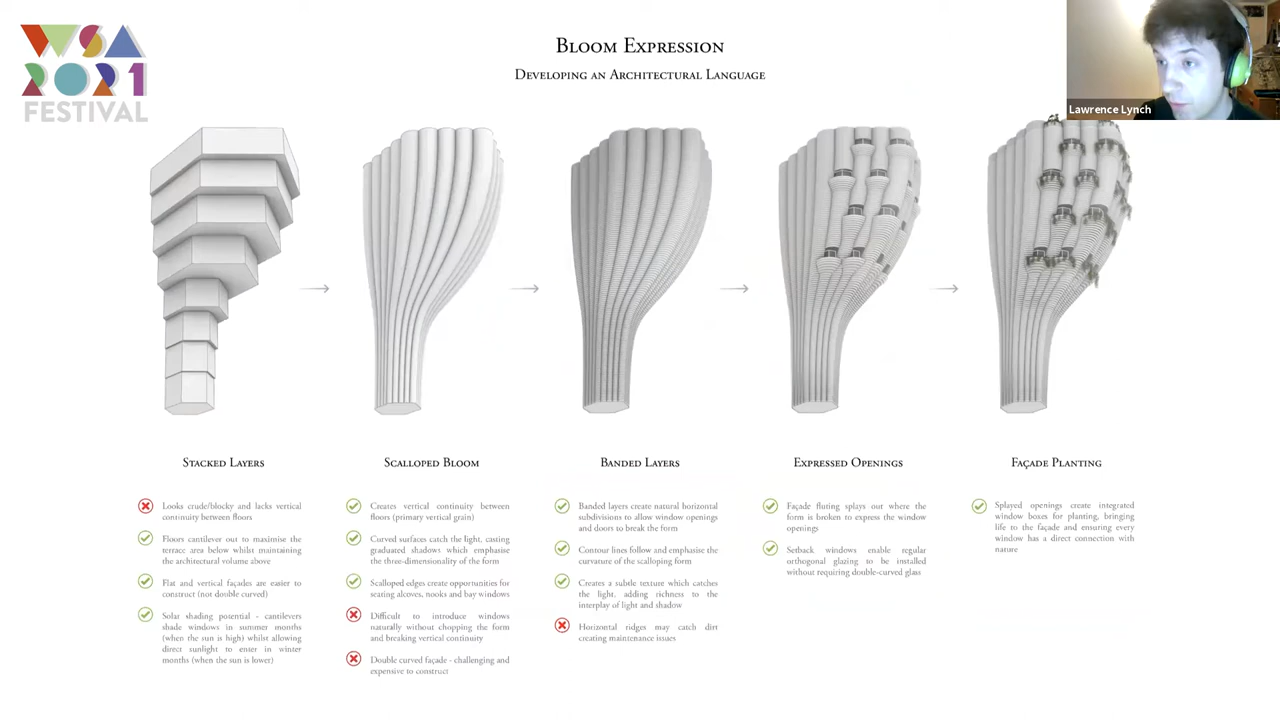 WSA
2021
FESTIVAL
Bloom Expression
Developing an Architectural Language
Lawrence Lynch
Stacked Layers
Looks crude/blocky and lacks vertical
continuity between floors
Floors cantilever out to maximise the
terrace area below whilst maintaining
the architectural volume above
Flat and vertical façades are easier to
construct (not double curved)
Solar shading potential - cantilevers
shade windows in summer months
(when the sun is high) whilst allowing
direct sunlight to enter in winter
months (when the sun is lower)
Scalloped Bloom
Creates vertical continuity between
floors (primary vertical grain)
Curved surfaces catch the light, casting
graduated shadows which emphasise
the three-dimensionality of the form
Scalloped edges create opportunities for
seating alcoves, nooks and bay windows
Difficult to introduce windows
naturally without chopping the form
and breaking vertical continuity
Double curved façade - challenging and
expensive to construct
Banded Layers
Banded layers create natural horizontal
subdivisions to allow window openings
and doors to break the form
Contour lines follow and emphasise the
curvature of the scalloping form
Creates a subtle texture which catches
the light, adding richness to the
interplay of light and shadow
Horizontal ridges may catch dirt
creating maintenance issues
Expressed Openings
Façade fluting splays out where the
form is broken to express the window
openings
Setback windows enable regular
orthogonal glazing to be installed
without requiring double-curved glass
Façade Planting
Splayed openings create integrated
window boxes for planting, bringing
life to the façade and ensuring every
window has a direct connection with
nature